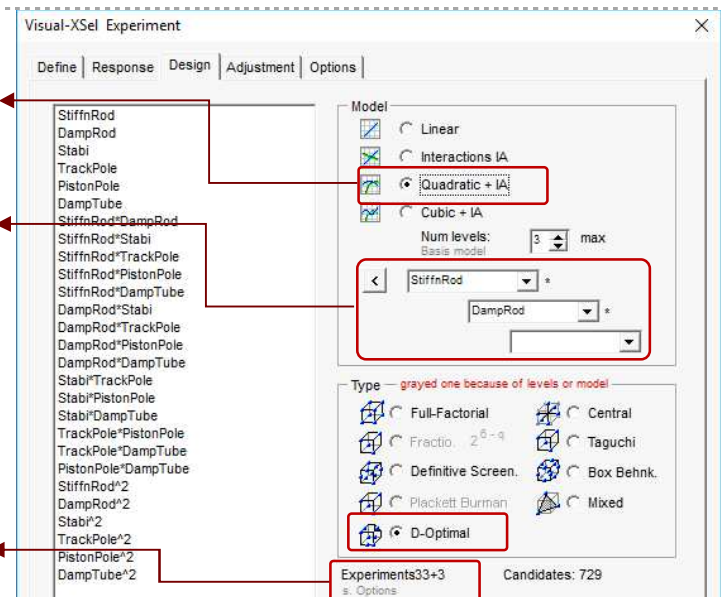 Visual-XSel Experiment
Define Response Design Adjustment Options
StiffnRod
DampRod
Stabi
TrackPole
PistonPole
DampTube
StiffnRod*DampRod
StiffnRod*Stabi
StiffnRod*TrackPole
StiffnRod*PistonPole
StiffnRod*DampTube
DampRod*Stabi
DampRod*TrackPole
DampRod*PistonPole
DampRod*DampTube
Stabi*TrackPole
Stabi*PistonPole
Stabi*DampTube
TrackPole*PistonPole
TrackPole*DampTube
PistonPole*DampTube
StiffnRod^2
DampRod^2
Stabi^2
TrackPole^2
PistonPole^2
DampTube^2
Model
Linear
Interactions IA
Quadratic + IA
Cubic + IA
Num levels: 3 max
Basis model
< StiffnRod *
DampRod *
Type grayed one because of levels or model
Full-Factorial Central
Fractio. 2^6-q Taguchi
Definitive Screen. Box Behnk.
Plackett Burman Mixed
D-Optimal
Experiments33+3 Candidates: 729
s. Options